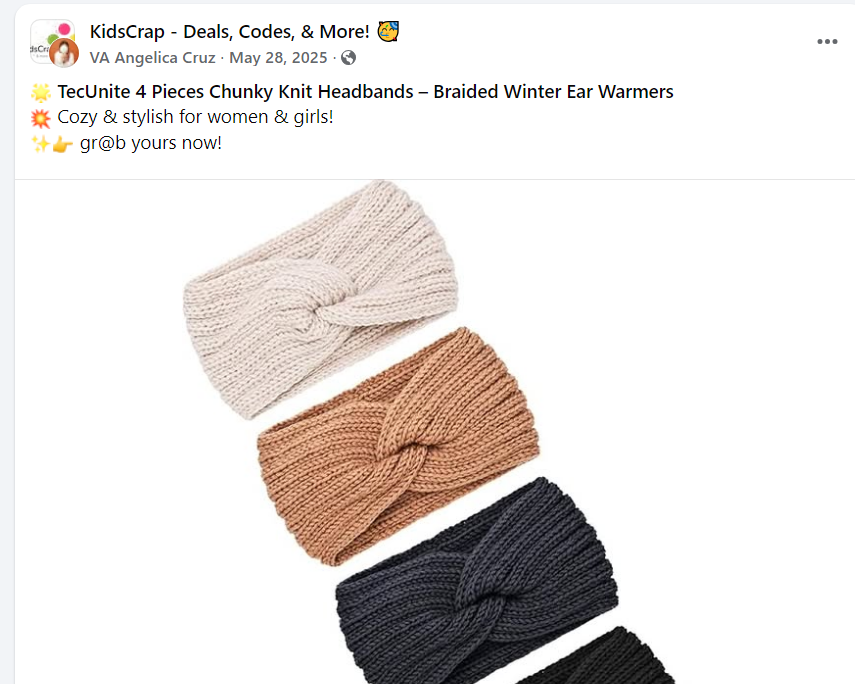 KidsCrap - Deals, Codes, & More! 🥳
VA Angelica Cruz · May 28, 2025 ·
🌟 TecUnite 4 Pieces Chunky Knit Headbands – Braided Winter Ear Warmers
💥 Cozy & stylish for women & girls!
✨👉 gr@b yours now!